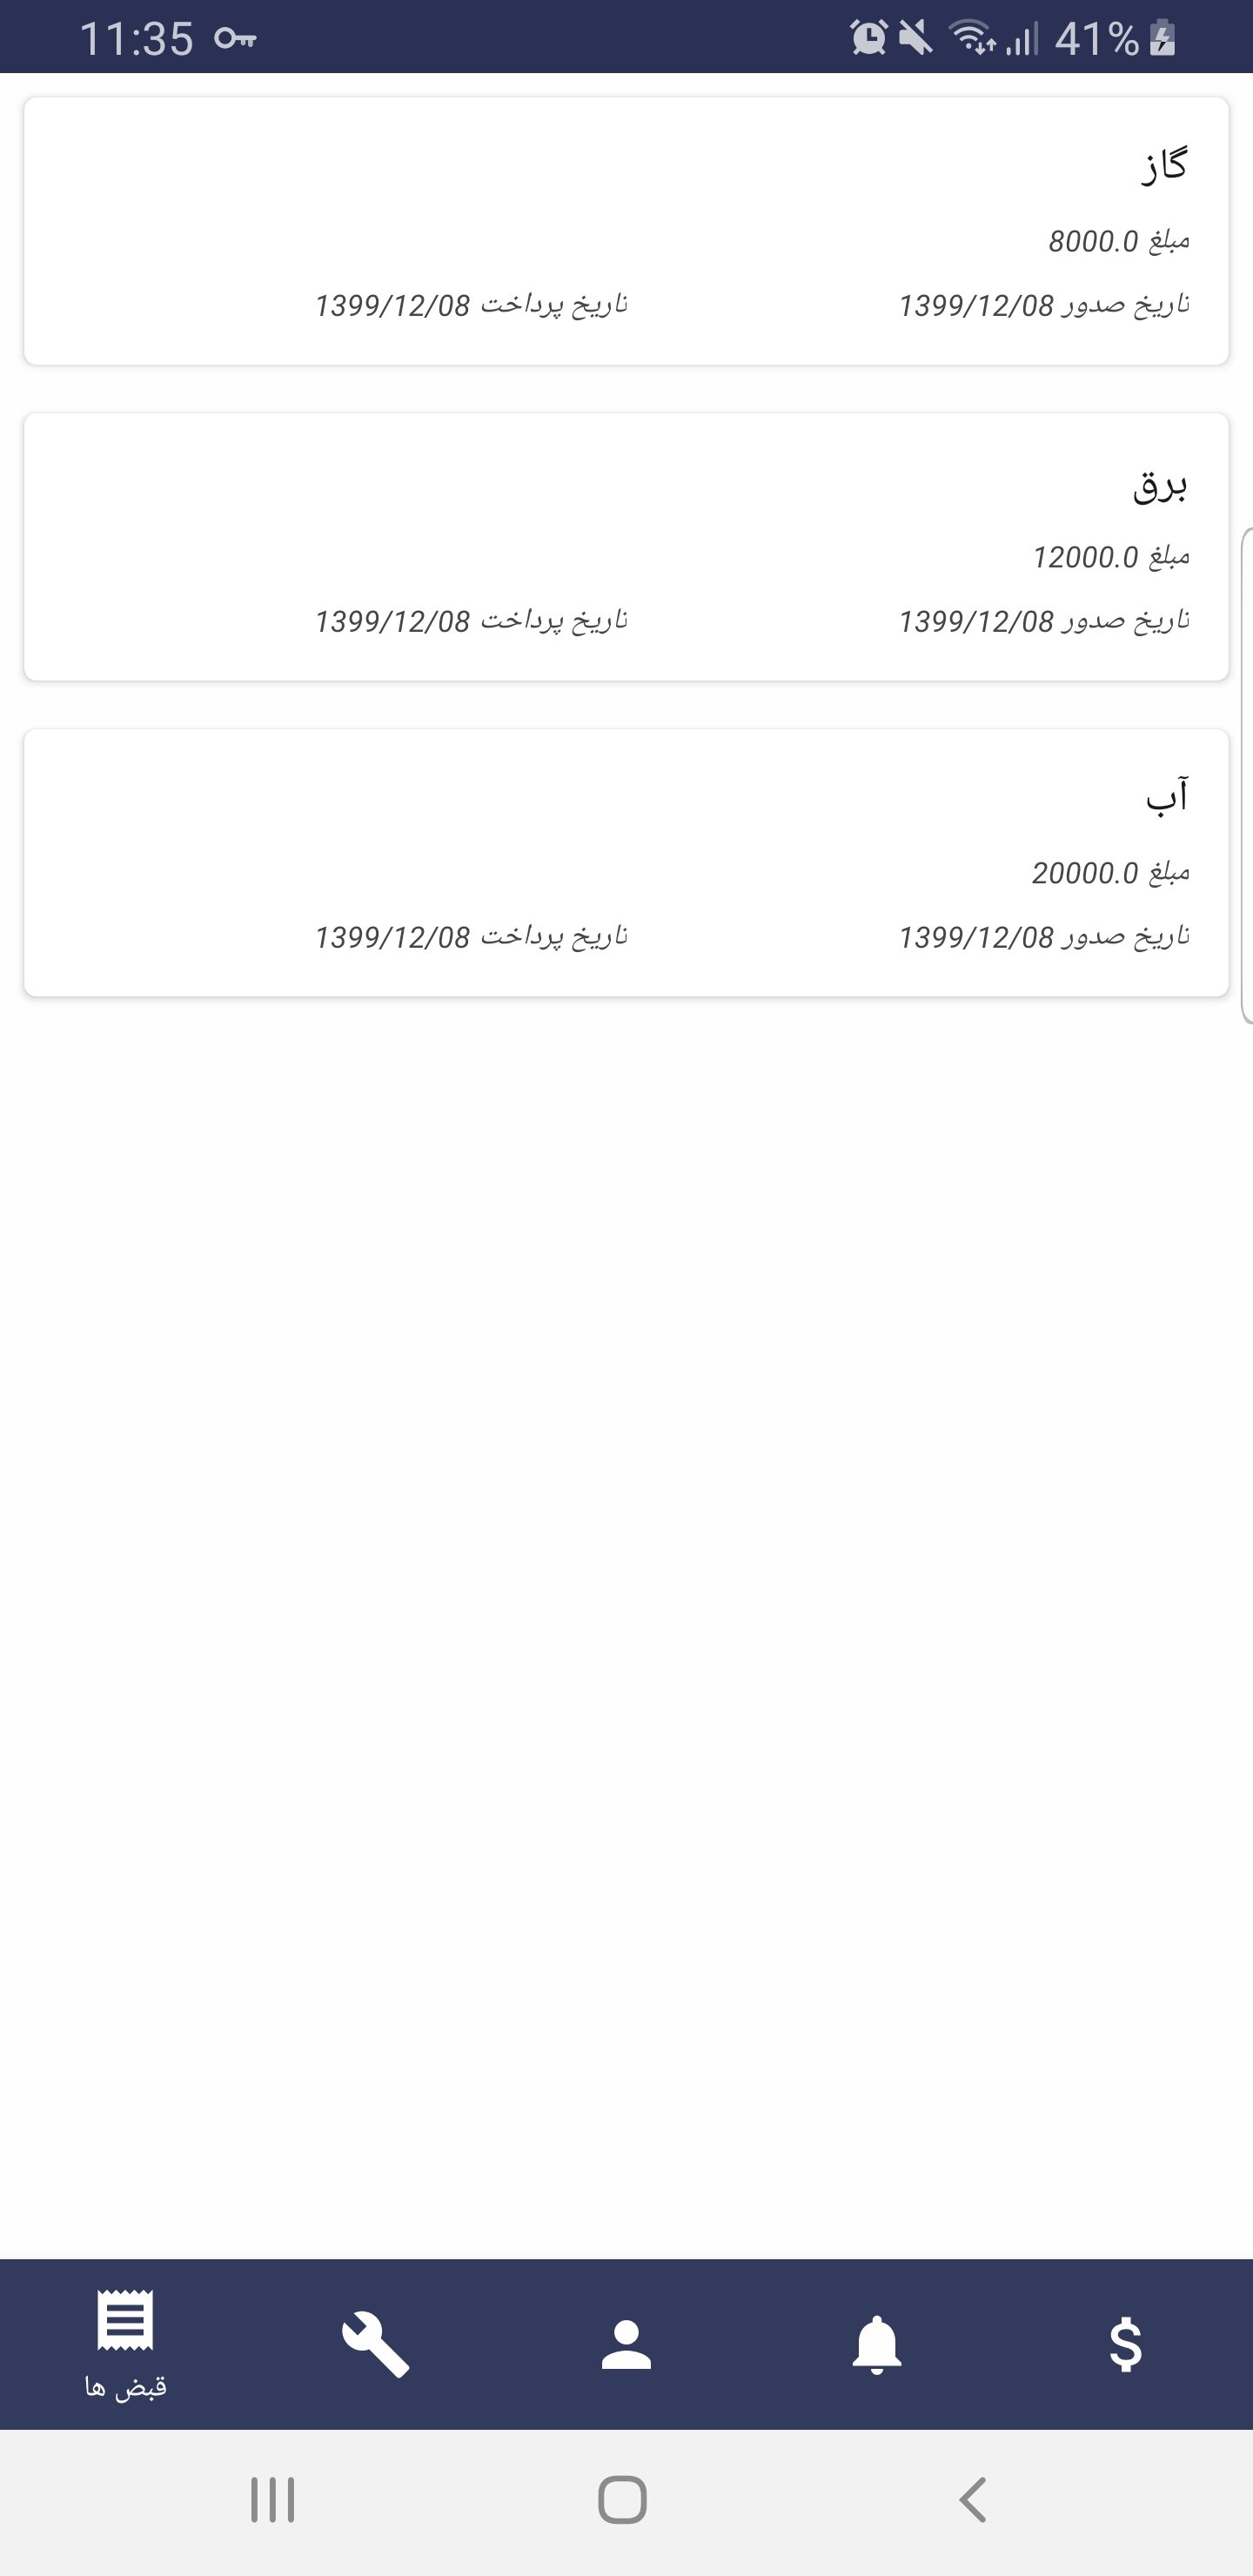 11:35
41%
گاز
مبلغ 8000.0
تاریخ صدور 1399/12/08
تاریخ پرداخت 1399/12/08
برق
مبلغ 12000.0
تاریخ صدور 1399/12/08
تاریخ پرداخت 1399/12/08
آب
مبلغ 20000.0
تاریخ صدور 1399/12/08
تاریخ پرداخت 1399/12/08
قبض ها